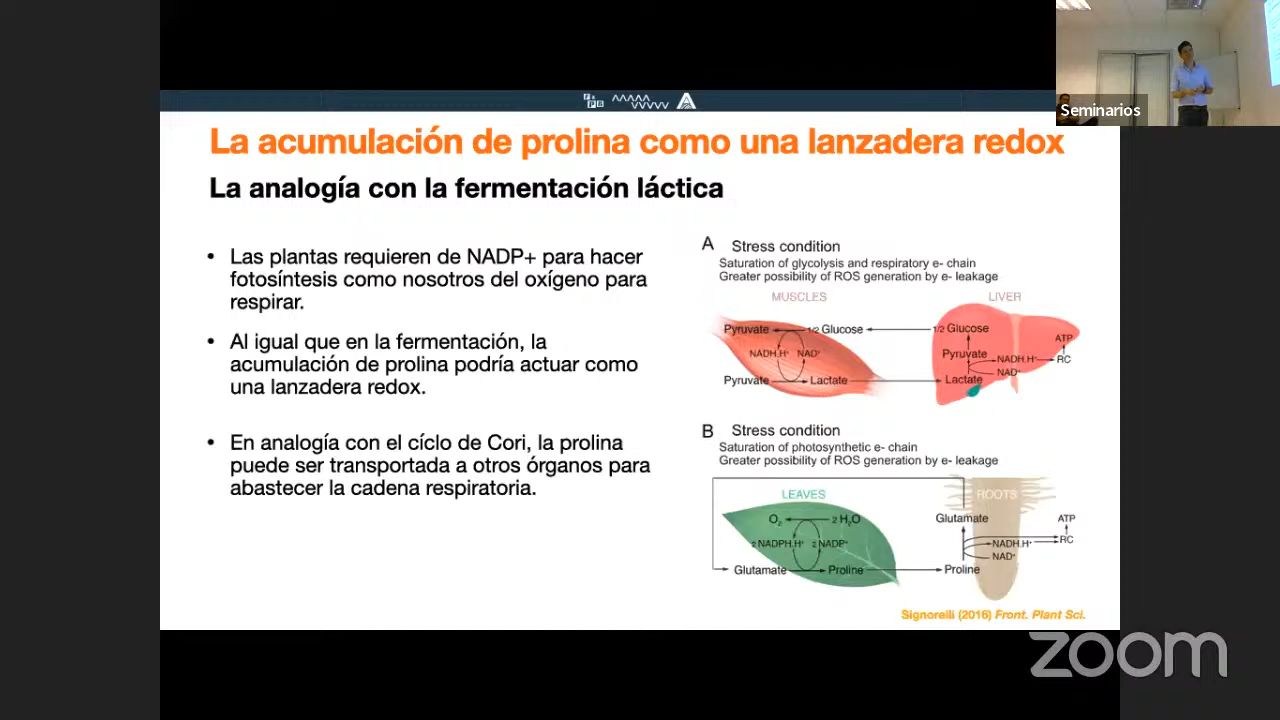 Seminarios
La acumulación de prolina como una lanzadera redox
La analogía con la fermentación láctica
• Las plantas requieren de NADP+ para hacer
fotosíntesis como nosotros del oxígeno para
respirar.
• Al igual que en la fermentación, la
acumulación de prolina podría actuar como
una lanzadera redox.
• En analogía con el cíclo de Cori, la prolina
puede ser transportada a otros órganos para
abastecer la cadena respiratoria.
A Stress condition
Saturation of glycolysis and respiratory e- chain
Greater possibility of ROS generation by e- leakage
MUSCLES LIVER
Pyruvate 1/2 Glucose 1/2 Glucose
ATP
NADH.H+ NAD+ Pyruvate NADH.H+ RC
NAD+
Pyruvate Lactate Lactate
B Stress condition
Saturation of photosynthetic e- chain
Greater possibility of ROS generation by e- leakage
LEAVES ROOTS
O2 2 H2O Glutamate ATP
2 NADPH.H+ 2 NADP+ NADH.H+ RC
NAD+
Glutamate Proline Proline
Signorelli (2016) Front. Plant Sci.
zoom